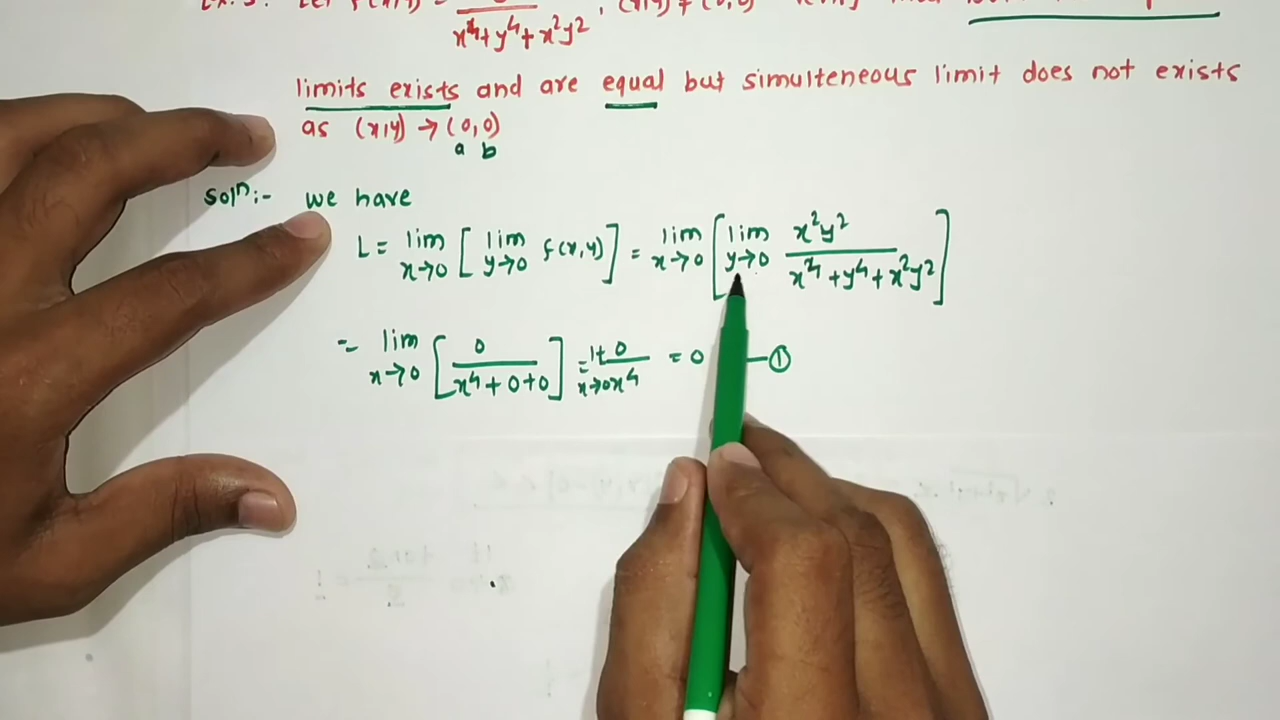 x⁴+y⁴+x²y²
limits exists and are equal but simulteneous limit does not exists
as (x,y) → (0,0)
a b
Solⁿ:- we have
L = lim x→0 [ lim y→0 f(x,y) ] = lim x→0 [ lim y→0 x²y² / x⁴+y⁴+x²y² ]
= lim x→0 [ 0 / x⁴+0+0 ] = lt x→0 0/x⁴ = 0 —①